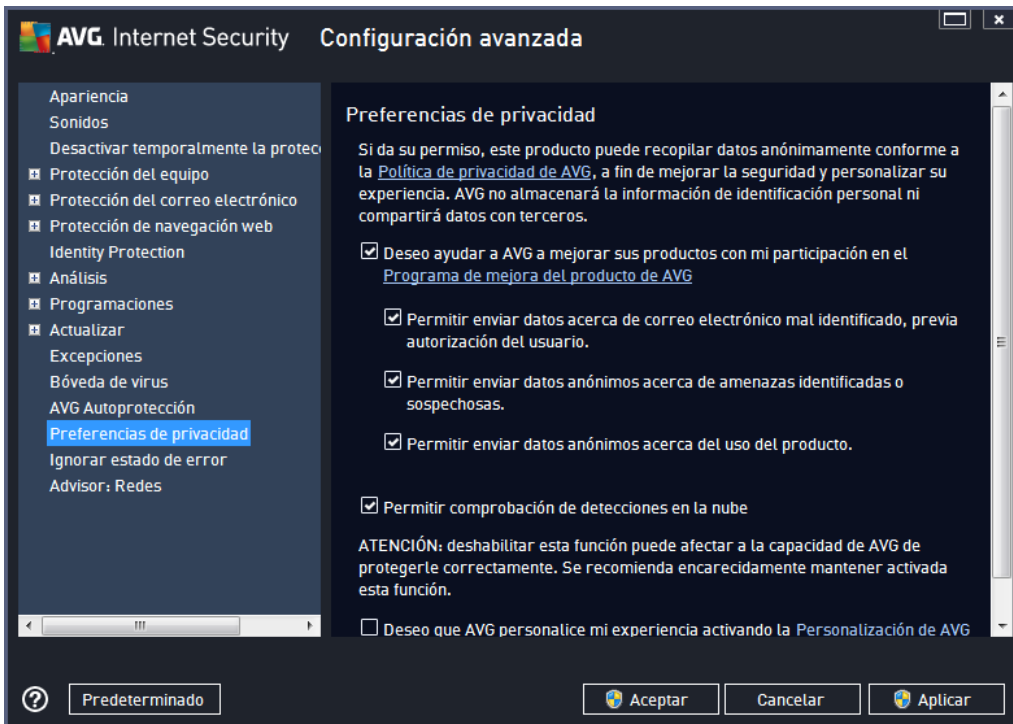 AVG. Internet Security Configuración avanzada
Apariencia
Sonidos
Desactivar temporalmente la protec
Protección del equipo
Protección del correo electrónico
Protección de navegación web
Identity Protection
Análisis
Programaciones
Actualizar
Excepciones
Bóveda de virus
AVG Autoprotección
Preferencias de privacidad
Ignorar estado de error
Advisor: Redes
Preferencias de privacidad
Si da su permiso, este producto puede recopilar datos anónimamente conforme a
la Política de privacidad de AVG, a fin de mejorar la seguridad y personalizar su
experiencia. AVG no almacenará la información de identificación personal ni
compartirá datos con terceros.
Deseo ayudar a AVG a mejorar sus productos con mi participación en el
Programa de mejora del producto de AVG
Permitir enviar datos acerca de correo electrónico mal identificado, previa
autorización del usuario.
Permitir enviar datos anónimos acerca de amenazas identificadas o
sospechosas.
Permitir enviar datos anónimos acerca del uso del producto.
Permitir comprobación de detecciones en la nube
ATENCIÓN: deshabilitar esta función puede afectar a la capacidad de AVG de
protegerle correctamente. Se recomienda encarecidamente mantener activada
esta función.
Deseo que AVG personalice mi experiencia activando la Personalización de AVG
Predeterminado
Aceptar
Cancelar
Aplicar